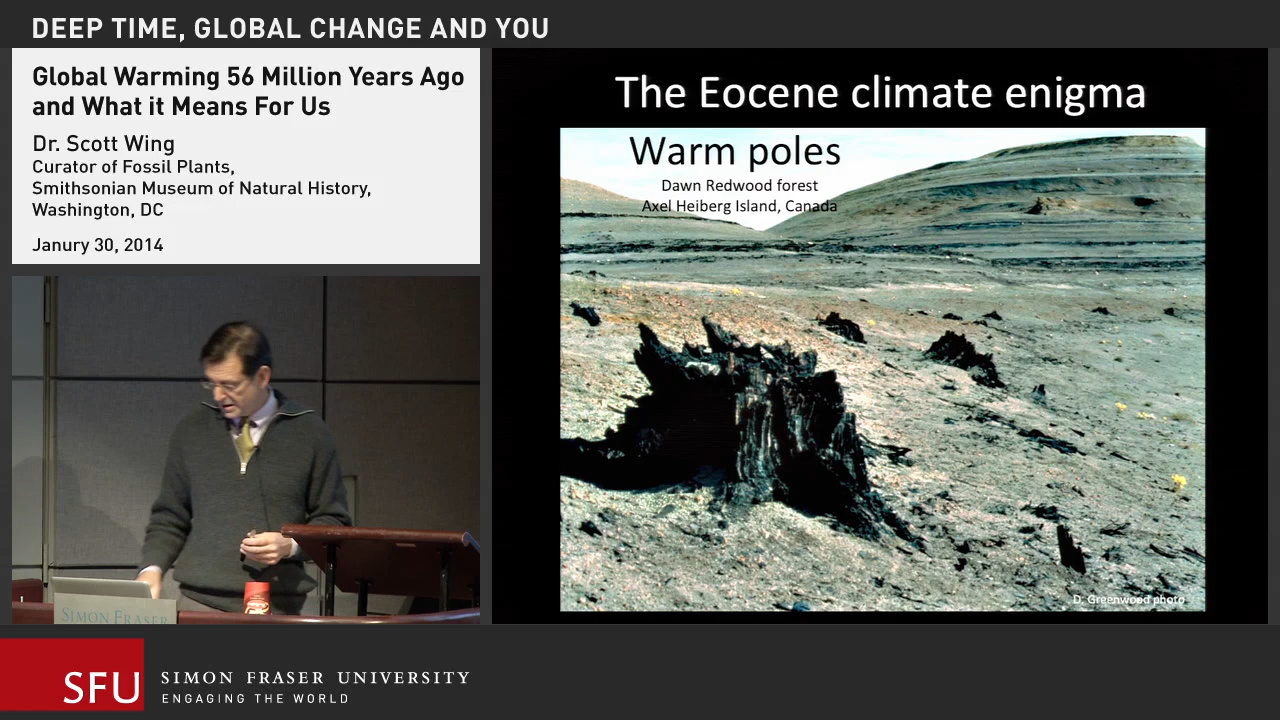 DEEP TIME, GLOBAL CHANGE AND YOU
Global Warming 56 Million Years Ago
and What it Means For Us
Dr. Scott Wing
Curator of Fossil Plants,
Smithsonian Museum of Natural History,
Washington, DC
Janury 30, 2014
The Eocene climate enigma
Warm poles
Dawn Redwood forest
Axel Heiberg Island, Canada
D. Greenwood photo
SIMON FRASER
SFU
SIMON FRASER UNIVERSITY
ENGAGING THE WORLD